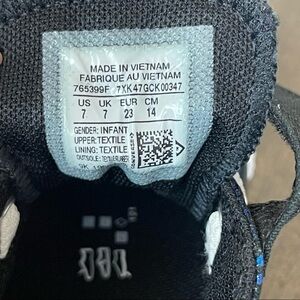 MADE IN VIETNAM
FABRIQUE AU VIETNAM
765399F 7XK47GCK00347
US UK EUR CM
7 7 23 14
GENDER: INFANT
UPPER: TEXTILE
LINING: TEXTILE
OUTSOLE: